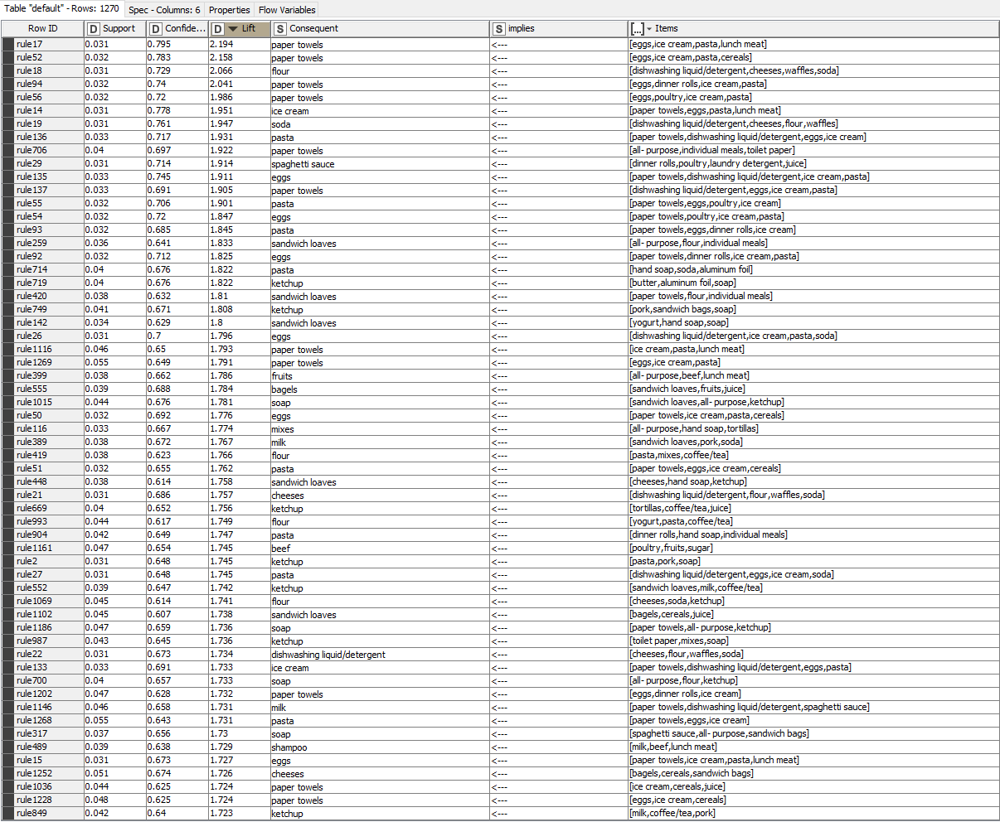 Table "default" - Rows: 1270 Spec - Columns: 6 Properties Flow Variables
Row ID D Support D Confide... D Lift S Consequent S implies [...] Items
rule17 0.031 0.795 2.194 paper towels <--- [eggs,ice cream,pasta,lunch meat]
rule52 0.032 0.783 2.158 paper towels <--- [eggs,ice cream,pasta,cereals]
rule18 0.031 0.729 2.066 flour <--- [dishwashing liquid/detergent,cheeses,waffles,soda]
rule94 0.032 0.74 2.041 paper towels <--- [eggs,dinner rolls,ice cream,pasta]
rule56 0.032 0.72 1.986 paper towels <--- [eggs,poultry,ice cream,pasta]
rule14 0.031 0.778 1.951 ice cream <--- [paper towels,eggs,pasta,lunch meat]
rule19 0.031 0.761 1.947 soda <--- [dishwashing liquid/detergent,cheeses,flour,waffles]
rule136 0.033 0.717 1.931 pasta <--- [paper towels,dishwashing liquid/detergent,eggs,ice cream]
rule706 0.04 0.697 1.922 paper towels <--- [all- purpose,individual meals,toilet paper]
rule29 0.031 0.714 1.914 spaghetti sauce <--- [dinner rolls,poultry,laundry detergent,juice]
rule135 0.033 0.745 1.911 eggs <--- [paper towels,dishwashing liquid/detergent,ice cream,pasta]
rule137 0.033 0.691 1.905 paper towels <--- [dishwashing liquid/detergent,eggs,ice cream,pasta]
rule55 0.032 0.706 1.901 pasta <--- [paper towels,eggs,poultry,ice cream]
rule54 0.032 0.72 1.847 eggs <--- [paper towels,poultry,ice cream,pasta]
rule93 0.032 0.685 1.845 pasta <--- [paper towels,eggs,dinner rolls,ice cream]
rule259 0.036 0.641 1.833 sandwich loaves <--- [all- purpose,flour,individual meals]
rule92 0.032 0.712 1.825 eggs <--- [paper towels,dinner rolls,ice cream,pasta]
rule714 0.04 0.676 1.822 pasta <--- [hand soap,soda,aluminum foil]
rule719 0.04 0.676 1.822 ketchup <--- [butter,aluminum foil,soap]
rule420 0.038 0.632 1.81 sandwich loaves <--- [paper towels,flour,individual meals]
rule749 0.041 0.671 1.808 ketchup <--- [pork,sandwich bags,soap]
rule142 0.034 0.629 1.8 sandwich loaves <--- [yogurt,hand soap,soap]
rule26 0.031 0.7 1.796 eggs <--- [dishwashing liquid/detergent,ice cream,pasta,soda]
rule1116 0.046 0.65 1.793 paper towels <--- [ice cream,pasta,lunch meat]
rule1269 0.055 0.649 1.791 paper towels <--- [eggs,ice cream,pasta]
rule399 0.038 0.662 1.786 fruits <--- [all- purpose,beef,lunch meat]
rule555 0.039 0.688 1.784 bagels <--- [sandwich loaves,fruits,juice]
rule1015 0.044 0.676 1.781 soap <--- [sandwich loaves,all- purpose,ketchup]
rule50 0.032 0.692 1.776 eggs <--- [paper towels,ice cream,pasta,cereals]
rule116 0.033 0.667 1.774 mixes <--- [all- purpose,hand soap,tortillas]
rule389 0.038 0.672 1.767 milk <--- [sandwich loaves,pork,soda]
rule419 0.038 0.623 1.766 flour <--- [pasta,mixes,coffee/tea]
rule51 0.032 0.655 1.762 pasta <--- [paper towels,eggs,ice cream,cereals]
rule448 0.038 0.614 1.758 sandwich loaves <--- [cheeses,hand soap,ketchup]
rule21 0.031 0.686 1.757 cheeses <--- [dishwashing liquid/detergent,flour,waffles,soda]
rule669 0.04 0.652 1.756 ketchup <--- [tortillas,coffee/tea,juice]
rule993 0.044 0.617 1.749 flour <--- [yogurt,pasta,coffee/tea]
rule904 0.042 0.649 1.747 pasta <--- [dinner rolls,hand soap,individual meals]
rule1161 0.047 0.654 1.745 beef <--- [poultry,fruits,sugar]
rule2 0.031 0.648 1.745 ketchup <--- [pasta,pork,soap]
rule27 0.031 0.648 1.745 pasta <--- [dishwashing liquid/detergent,eggs,ice cream,soda]
rule552 0.039 0.647 1.742 ketchup <--- [sandwich loaves,milk,coffee/tea]
rule1069 0.045 0.614 1.741 flour <--- [cheeses,soda,ketchup]
rule1102 0.045 0.607 1.738 sandwich loaves <--- [bagels,cereals,juice]
rule1186 0.047 0.659 1.736 soap <--- [paper towels,all- purpose,ketchup]
rule987 0.043 0.645 1.736 ketchup <--- [toilet paper,mixes,soap]
rule22 0.031 0.673 1.734 dishwashing liquid/detergent <--- [cheeses,flour,waffles,soda]
rule133 0.033 0.691 1.733 ice cream <--- [paper towels,dishwashing liquid/detergent,eggs,pasta]
rule700 0.04 0.657 1.733 soap <--- [all- purpose,flour,ketchup]
rule1202 0.047 0.628 1.732 paper towels <--- [eggs,dinner rolls,ice cream]
rule1146 0.046 0.658 1.731 milk <--- [paper towels,dishwashing liquid/detergent,spaghetti sauce]
rule1268 0.055 0.643 1.731 pasta <--- [paper towels,eggs,ice cream]
rule317 0.037 0.656 1.73 soap <--- [spaghetti sauce,all- purpose,sandwich bags]
rule489 0.039 0.638 1.729 shampoo <--- [milk,beef,lunch meat]
rule15 0.031 0.673 1.727 eggs <--- [paper towels,ice cream,pasta,lunch meat]
rule1252 0.051 0.674 1.726 cheeses <--- [bagels,cereals,sandwich bags]
rule1036 0.044 0.625 1.724 paper towels <--- [ice cream,cereals,juice]
rule1228 0.048 0.625 1.724 paper towels <--- [eggs,ice cream,cereals]
rule849 0.042 0.64 1.723 ketchup <--- [milk,coffee/tea,pork]